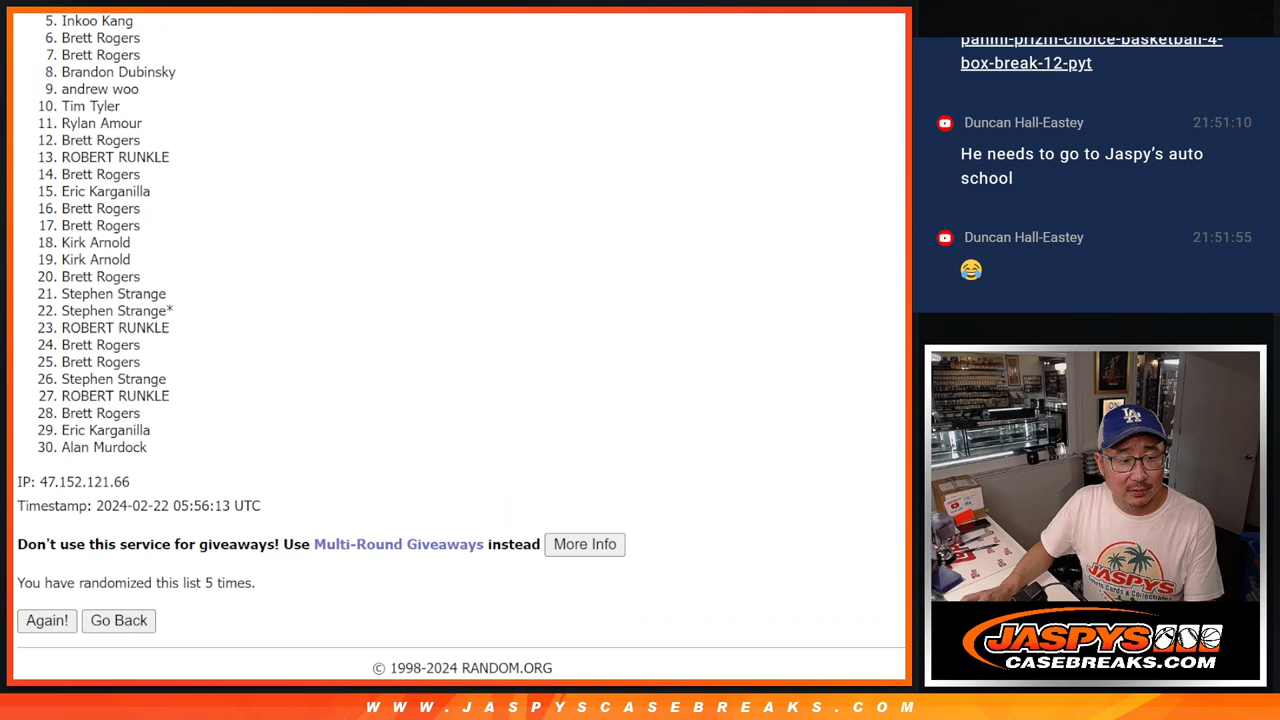 5. Inkoo Kang
6. Brett Rogers
7. Brett Rogers
8. Brandon Dubinsky
9. andrew woo
10. Tim Tyler
11. Rylan Amour
12. Brett Rogers
13. ROBERT RUNKLE
14. Brett Rogers
15. Eric Karganilla
16. Brett Rogers
17. Brett Rogers
18. Kirk Arnold
19. Kirk Arnold
20. Brett Rogers
21. Stephen Strange
22. Stephen Strange*
23. ROBERT RUNKLE
24. Brett Rogers
25. Brett Rogers
26. Stephen Strange
27. ROBERT RUNKLE
28. Brett Rogers
29. Eric Karganilla
30. Alan Murdock
IP: 47.152.121.66
Timestamp: 2024-02-22 05:56:13 UTC
Don't use this service for giveaways! Use Multi-Round Giveaways instead More Info
You have randomized this list 5 times.
Again! Go Back
© 1998-2024 RANDOM.ORG
panini-prizm-choice-basketball-4-
box-break-12-pyt
Duncan Hall-Eastey 21:51:10
He needs to go to Jaspy’s auto
school
Duncan Hall-Eastey 21:51:55
JASPYS
JASPYS
CASEBREAKS.COM
WWW.JASPYSCASEBREAKS.COM